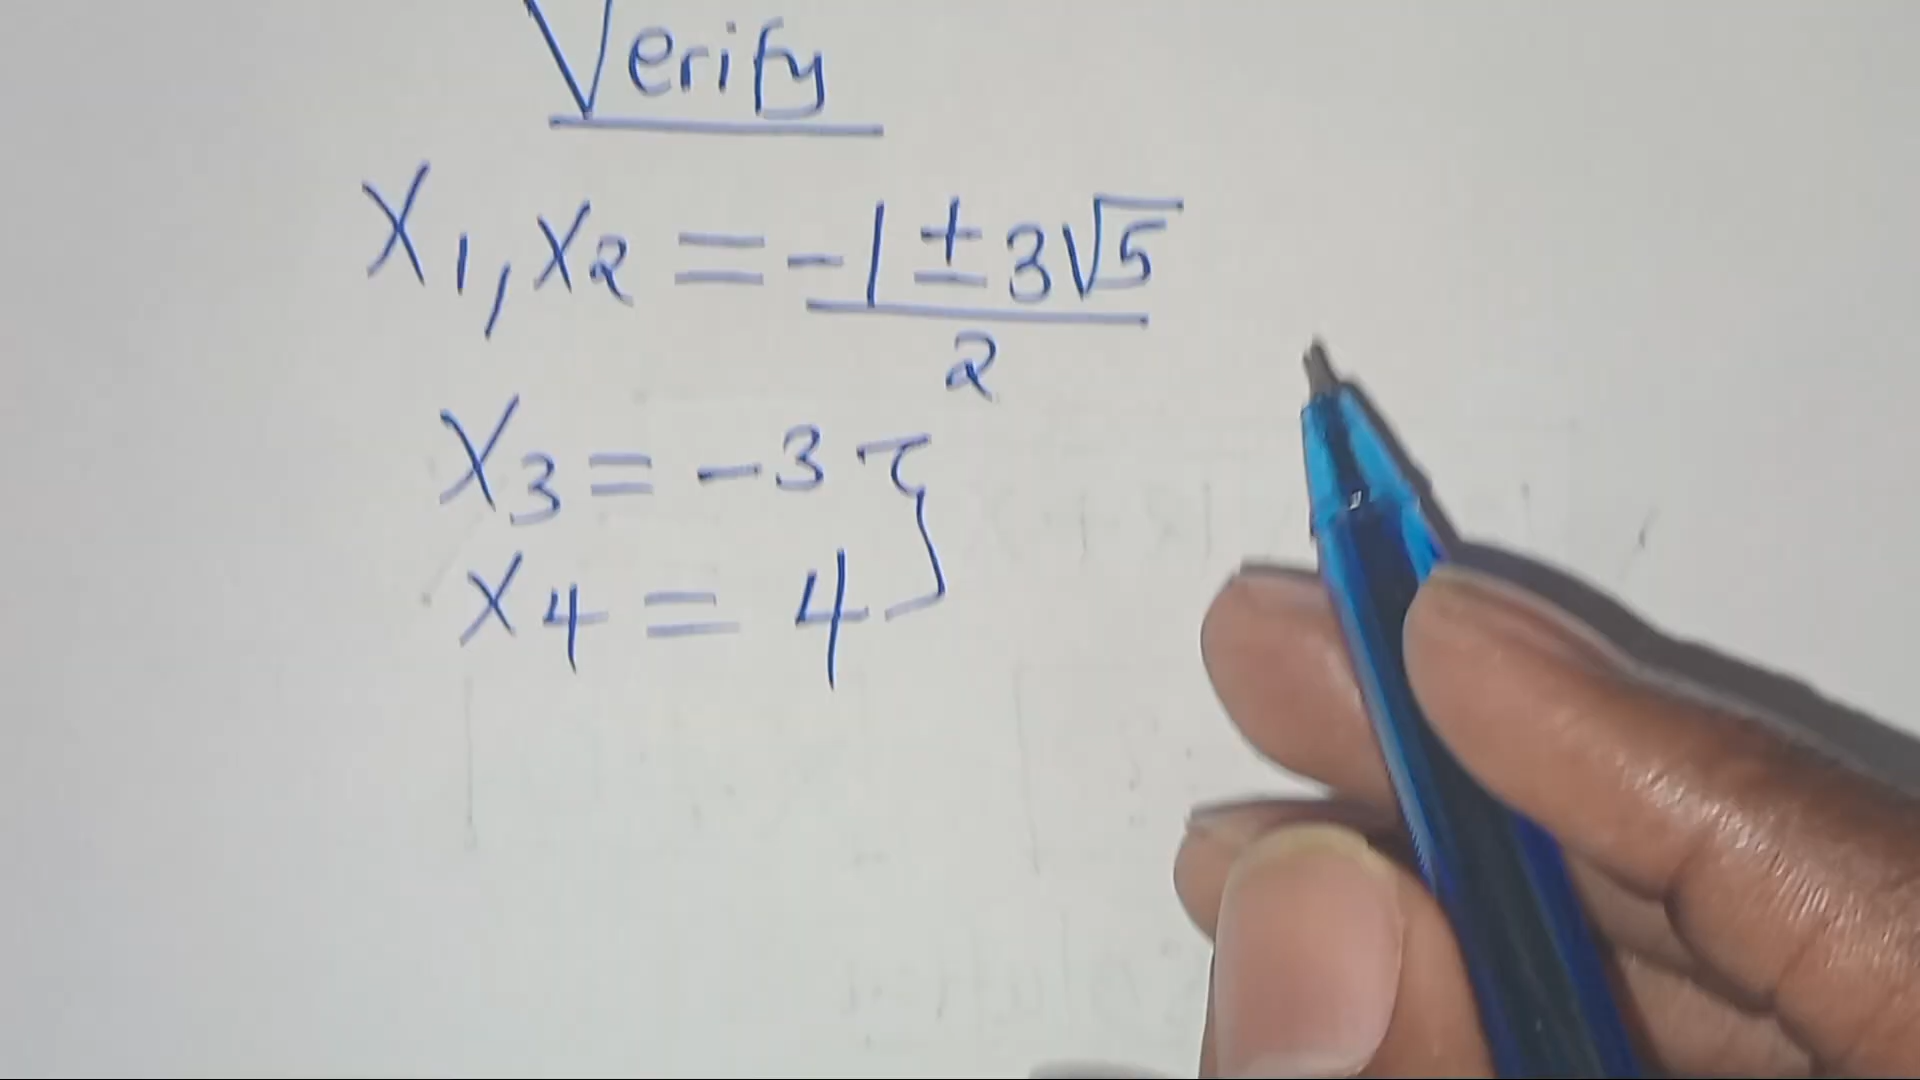 Verify
X1, x2 = -1 ± 3√5
2
X3 = -3
x4 = 4